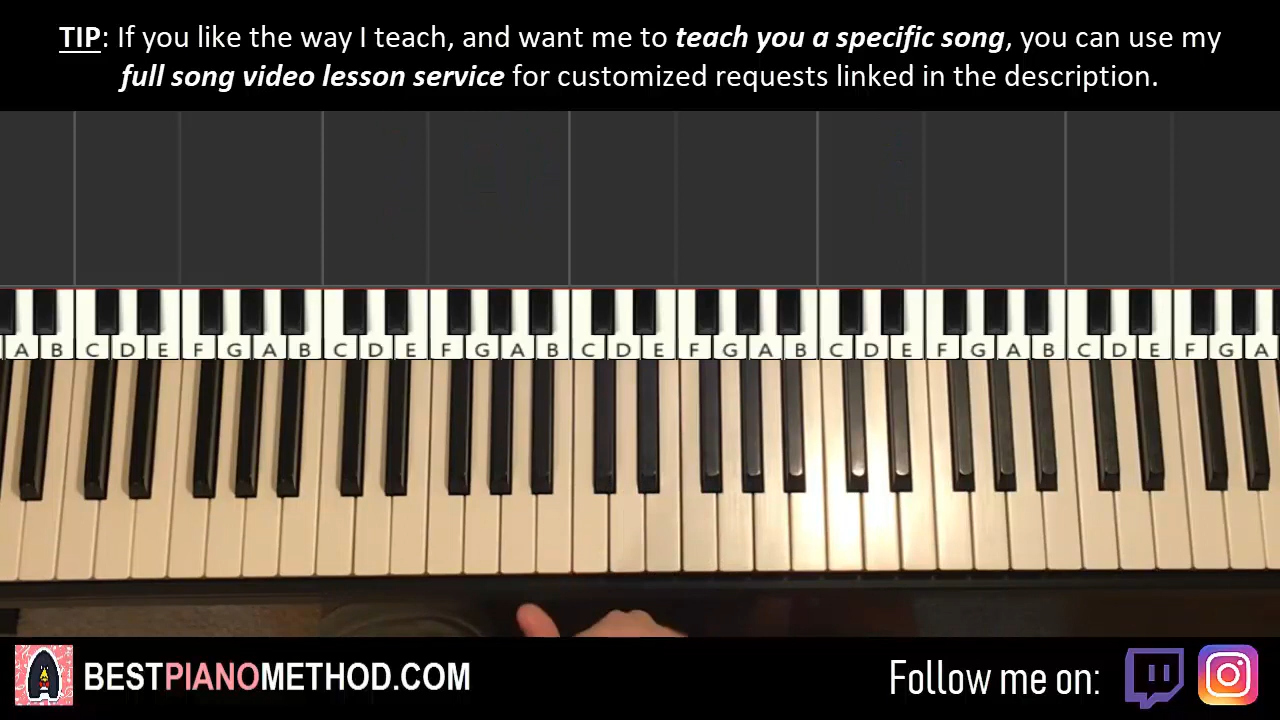 TIP: If you like the way I teach, and want me to teach you a specific song, you can use my
full song video lesson service for customized requests linked in the description.
A B C D E F G A B C D E F G A B C D E F G A B C D E F G A B C D E F G A
BESTPIANOMETHOD.COM
Follow me on: